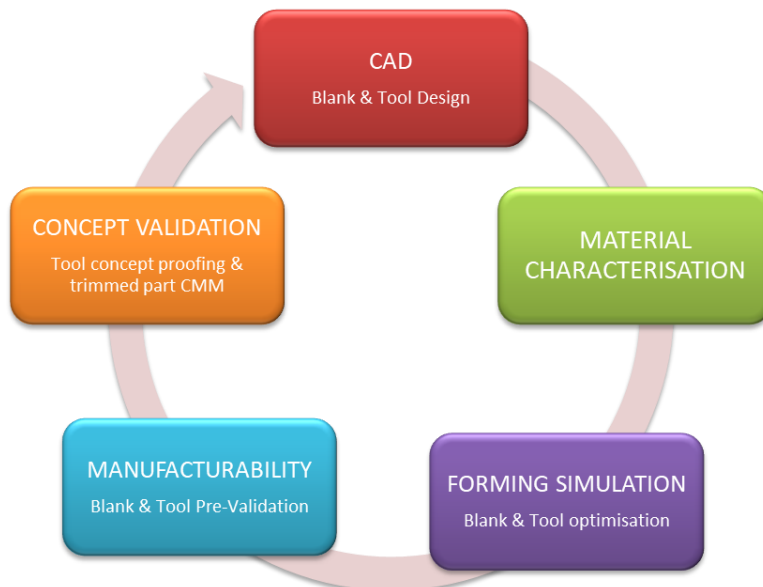 CAD
Blank & Tool Design
MATERIAL
CHARACTERISATION
FORMING SIMULATION
Blank & Tool optimisation
MANUFACTURABILITY
Blank & Tool Pre-Validation
CONCEPT VALIDATION
Tool concept proofing &
trimmed part CMM